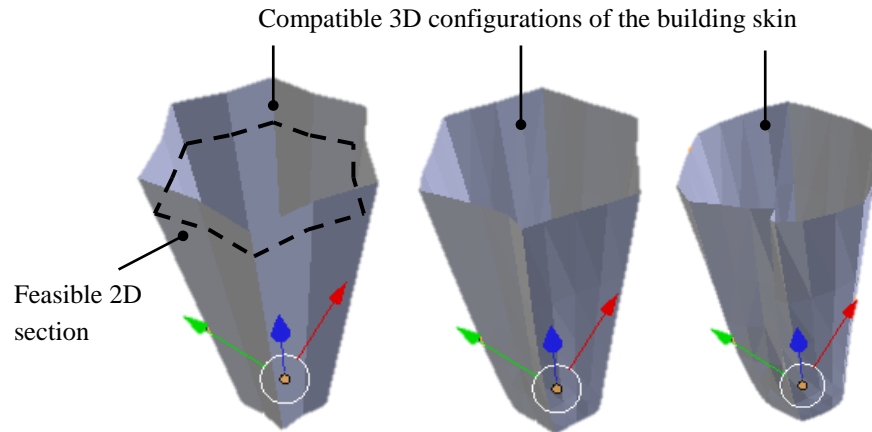 Compatible 3D configurations of the building skin
Feasible 2D
section